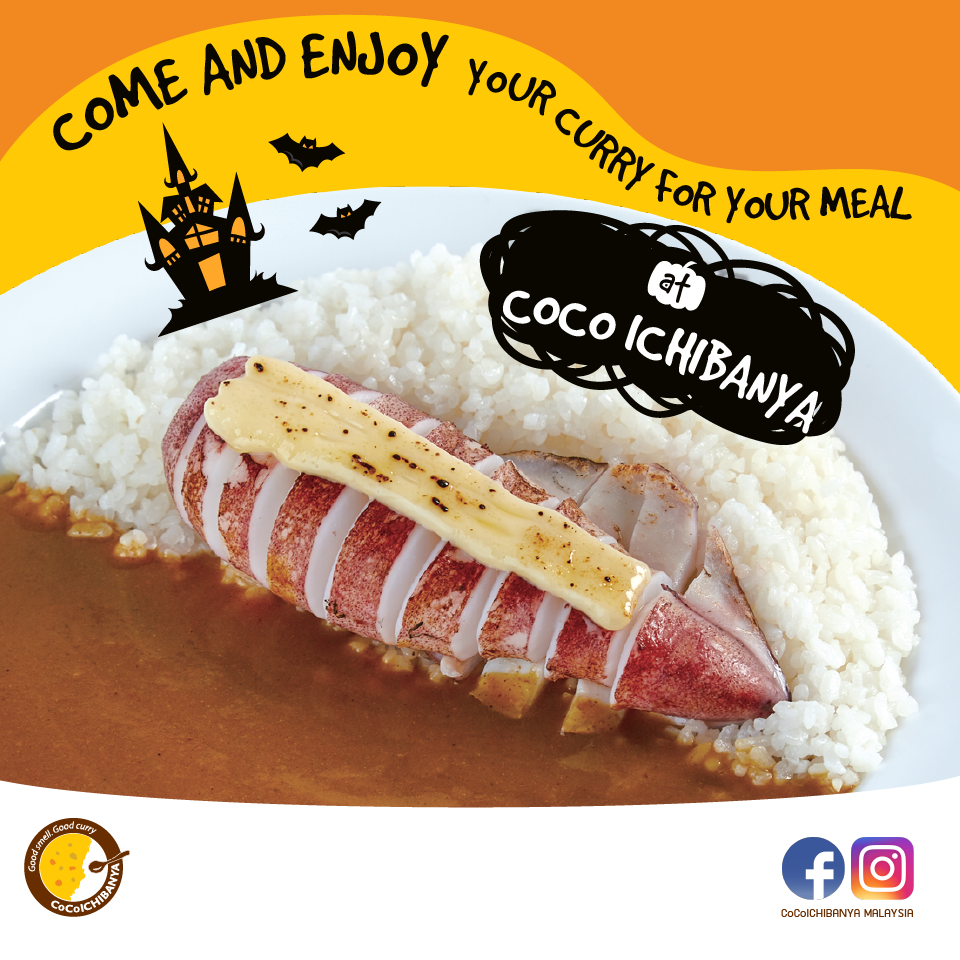 COME AND ENJOY YOUR CURRY FOR YOUR MEAL
at
COCO ICHIBANYA
Good smell. Good curry
CoCoICHIBANYA
CoCoICHIBANYA MALAYSIA